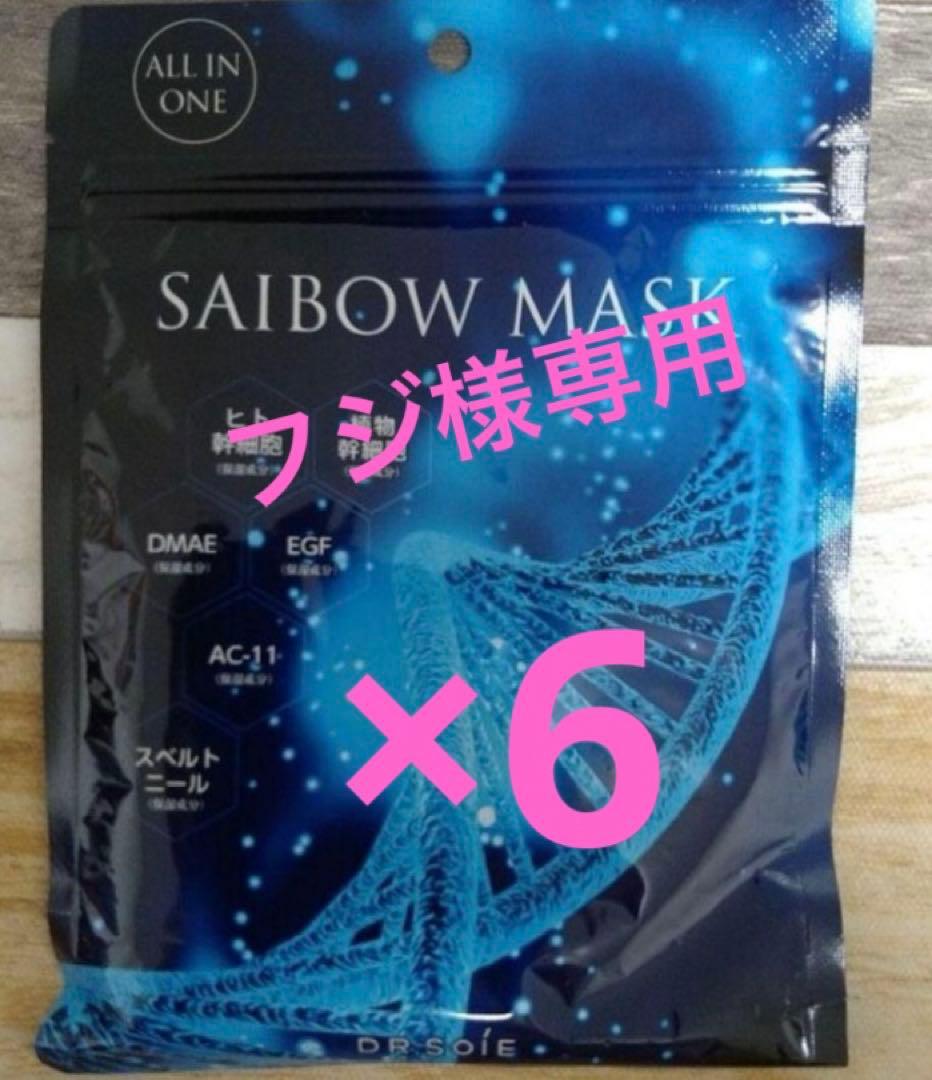 ALL IN
ONE
SAIBOW MASK
フジ様専用
ヒト
幹細胞
(保湿成分)
植物
幹細胞
DMAE
(保湿成分)
EGF
(保湿成分)
AC-11
(保湿成分)
×6
スペルト
ニール
(保湿成分)
DR SOIE